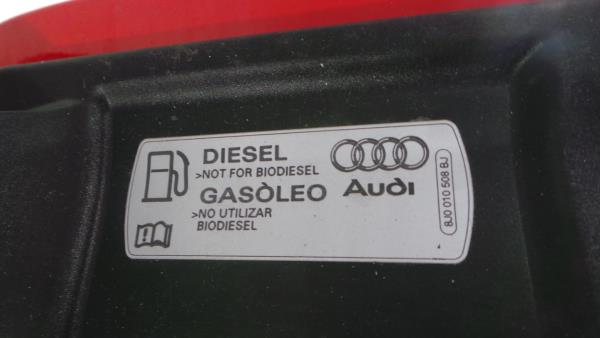 DIESEL
>NOT FOR BIODIESEL
GASÒLEO
>NO UTILIZAR
BIODIESEL
Audi
8J0 010 508 BJ